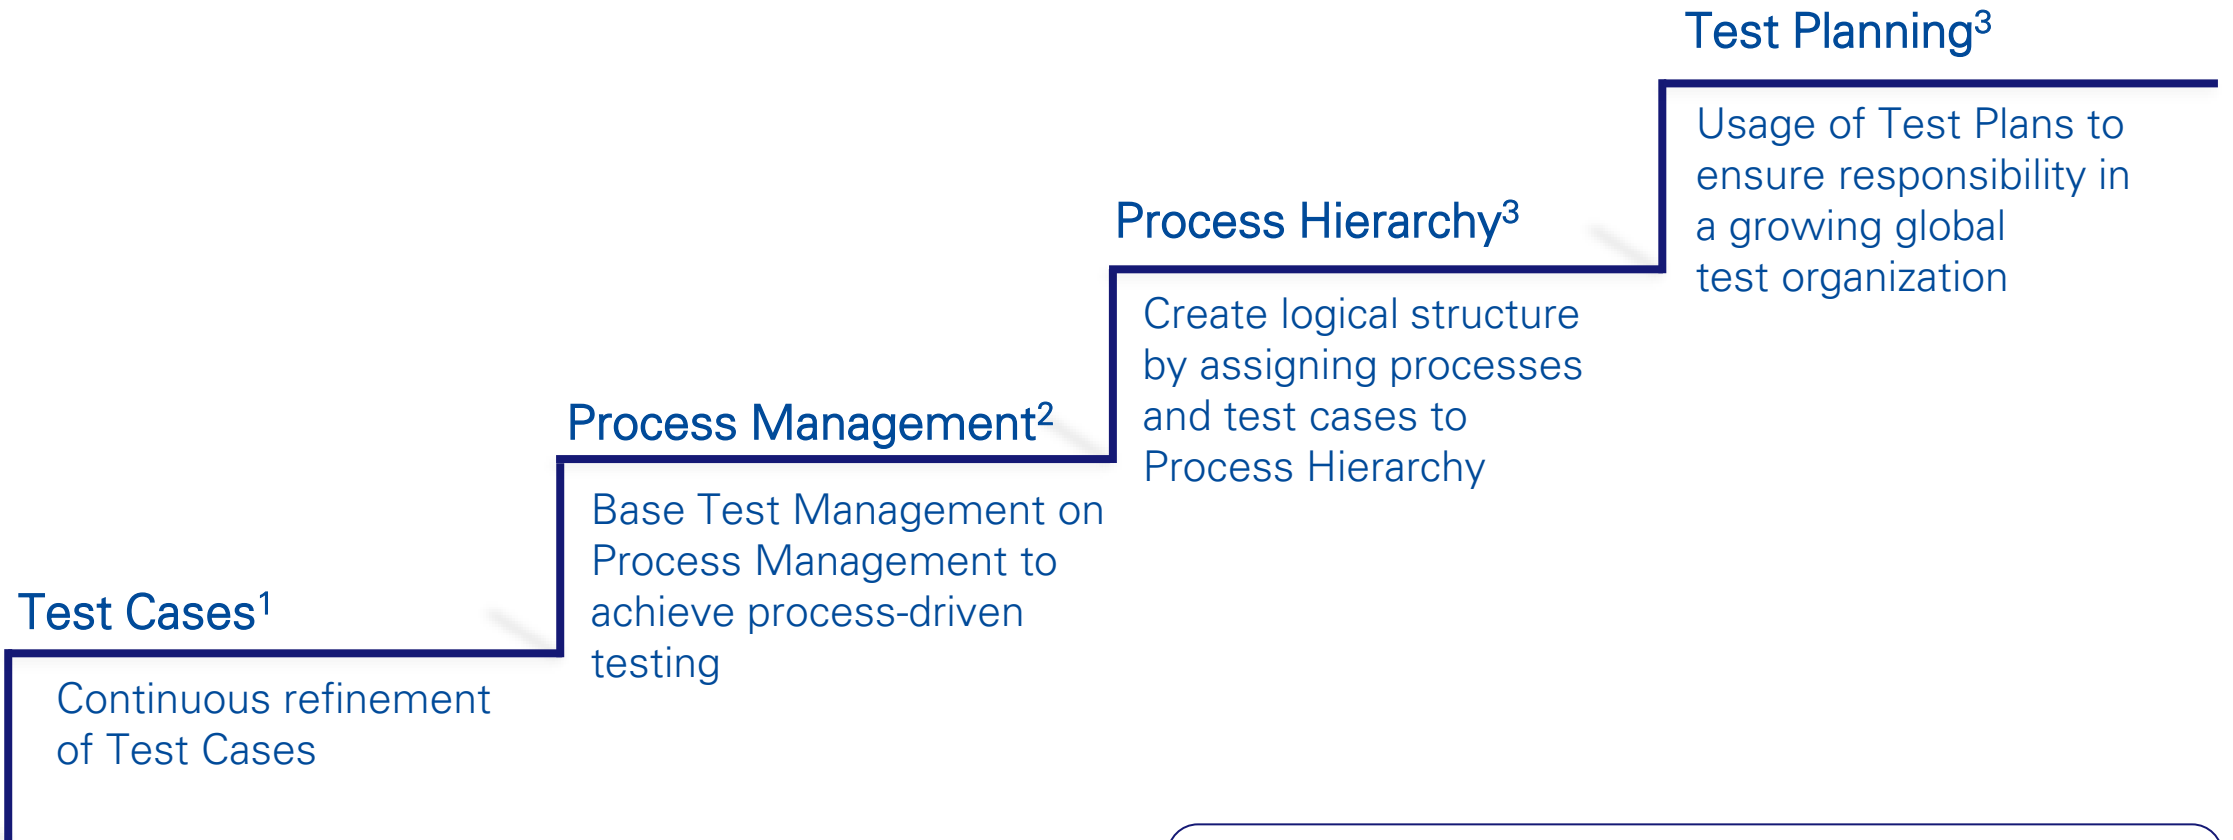 Test Planning³
Usage of Test Plans to
ensure responsibility in
a growing global
test organization
Process Hierarchy³
Create logical structure
by assigning processes
and test cases to
Process Hierarchy
Process Management²
Base Test Management on
Process Management to
achieve process-driven
testing
Test Cases¹
Continuous refinement
of Test Cases